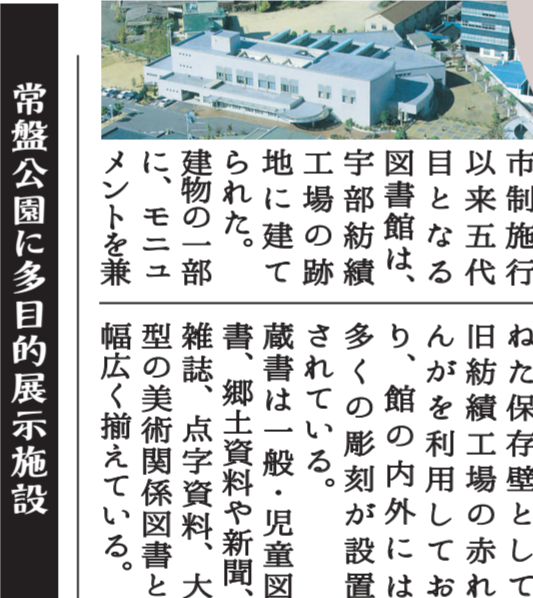 市制施行
以来五代
目となる
図書館は、
宇部紡績
工場の跡
地に建て
られた。
建物の一部
に、モニュ
メントを兼
ねた保存壁として
旧紡績工場の赤れ
んがを利用してお
り、館の内外には
多くの彫刻が設置
されている。
蔵書は一般・児童図
書、郷土資料や新聞、
雑誌、点字資料、大
型の美術関係図書と
幅広く揃えている。
常盤公園に多目的展示施設